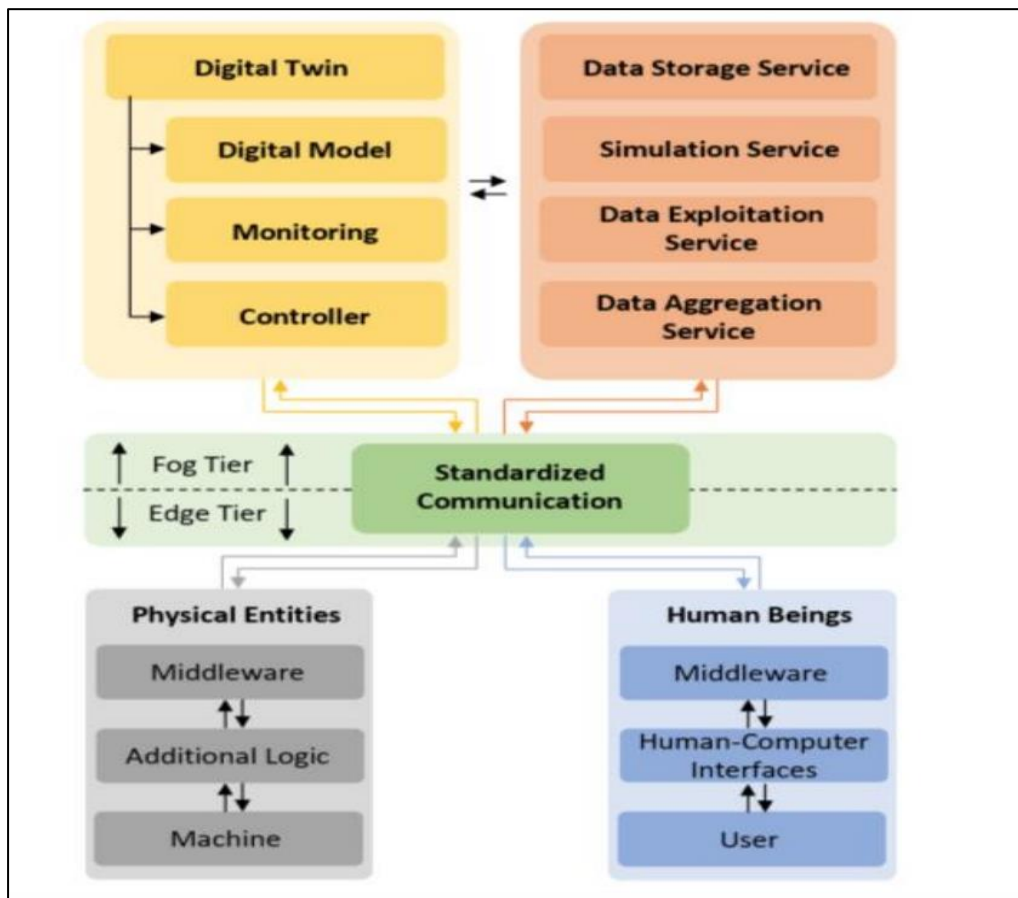 Digital Twin
Digital Model
Monitoring
Controller
Data Storage Service
Simulation Service
Data Exploitation
Service
Data Aggregation
Service
Fog Tier
Edge Tier
Standardized
Communication
Physical Entities
Middleware
Additional Logic
Machine
Human Beings
Middleware
Human-Computer
Interfaces
User